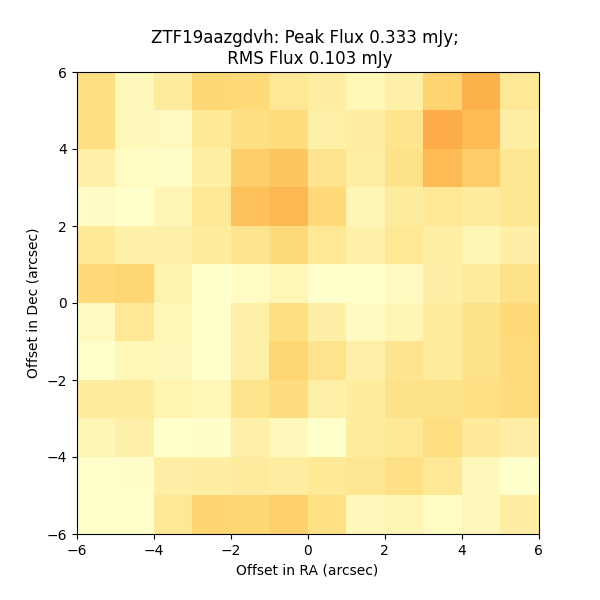 ZTF19aazgdvh: Peak Flux 0.333 mJy;
RMS Flux 0.103 mJy
6
4
2
0
−2
−4
−6
Offset in Dec (arcsec)
−6 −4 −2 0 2 4 6
Offset in RA (arcsec)